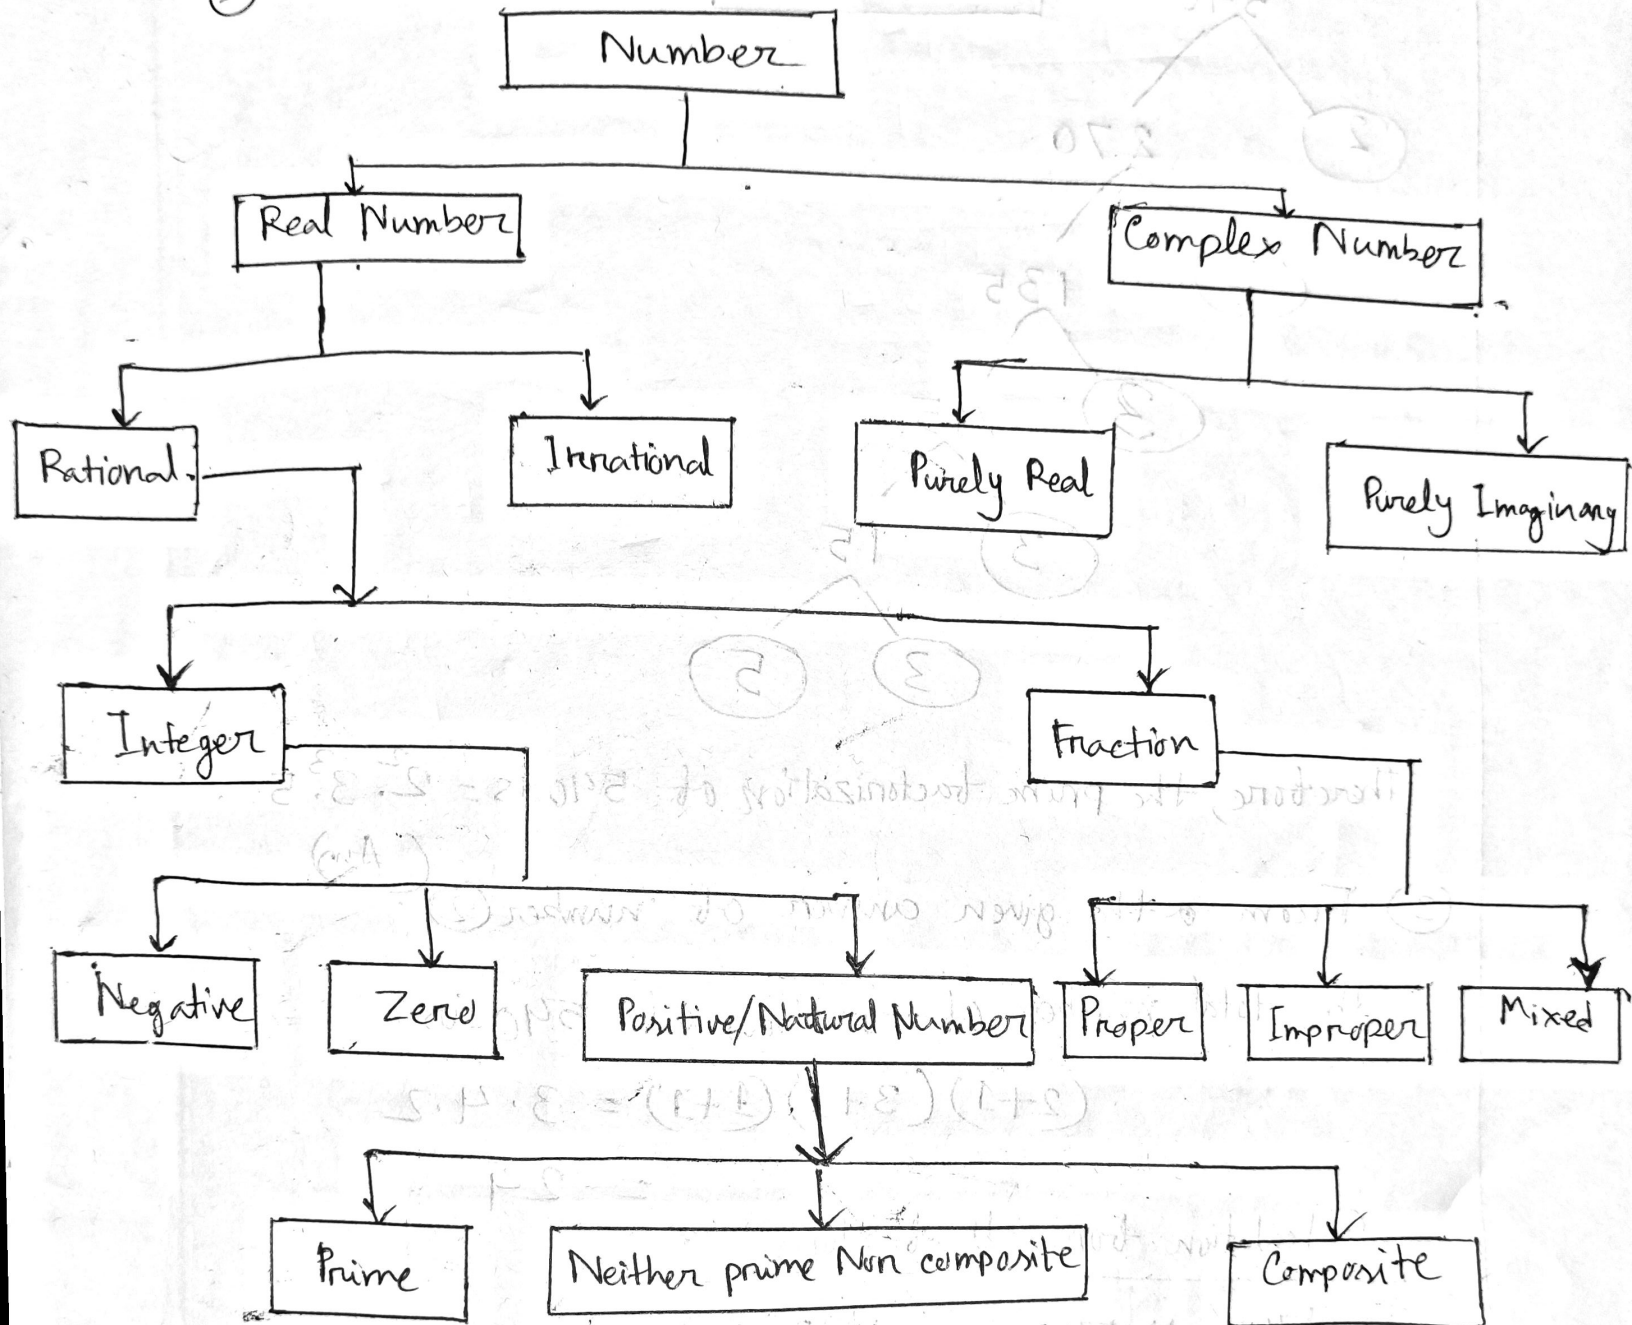 Number
Real Number
Complex Number
Rational
Irrational
Purely Real
Purely Imaginary
Integer
Fraction
Negative
Zero
Positive/Natural Number
Proper
Improper
Mixed
Prime
Neither prime Nor composite
Composite